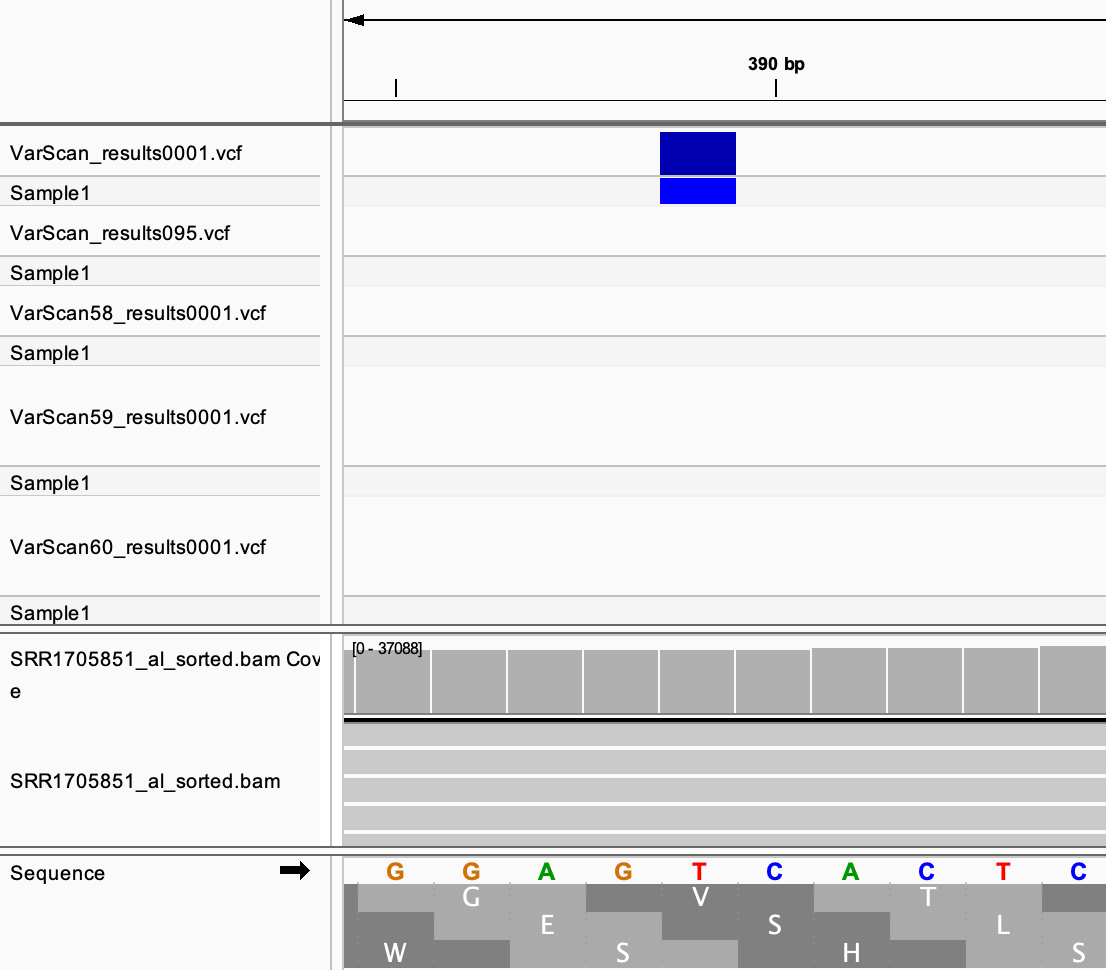 390 bp
VarScan_results0001.vcf
Sample1
VarScan_results095.vcf
Sample1
VarScan58_results0001.vcf
Sample1
VarScan59_results0001.vcf
Sample1
VarScan60_results0001.vcf
Sample1
[0 - 37088]
SRR1705851_al_sorted.bam Cov
e
SRR1705851_al_sorted.bam
Sequence G G A G T C A C T C
G V T
E S L
W S H S